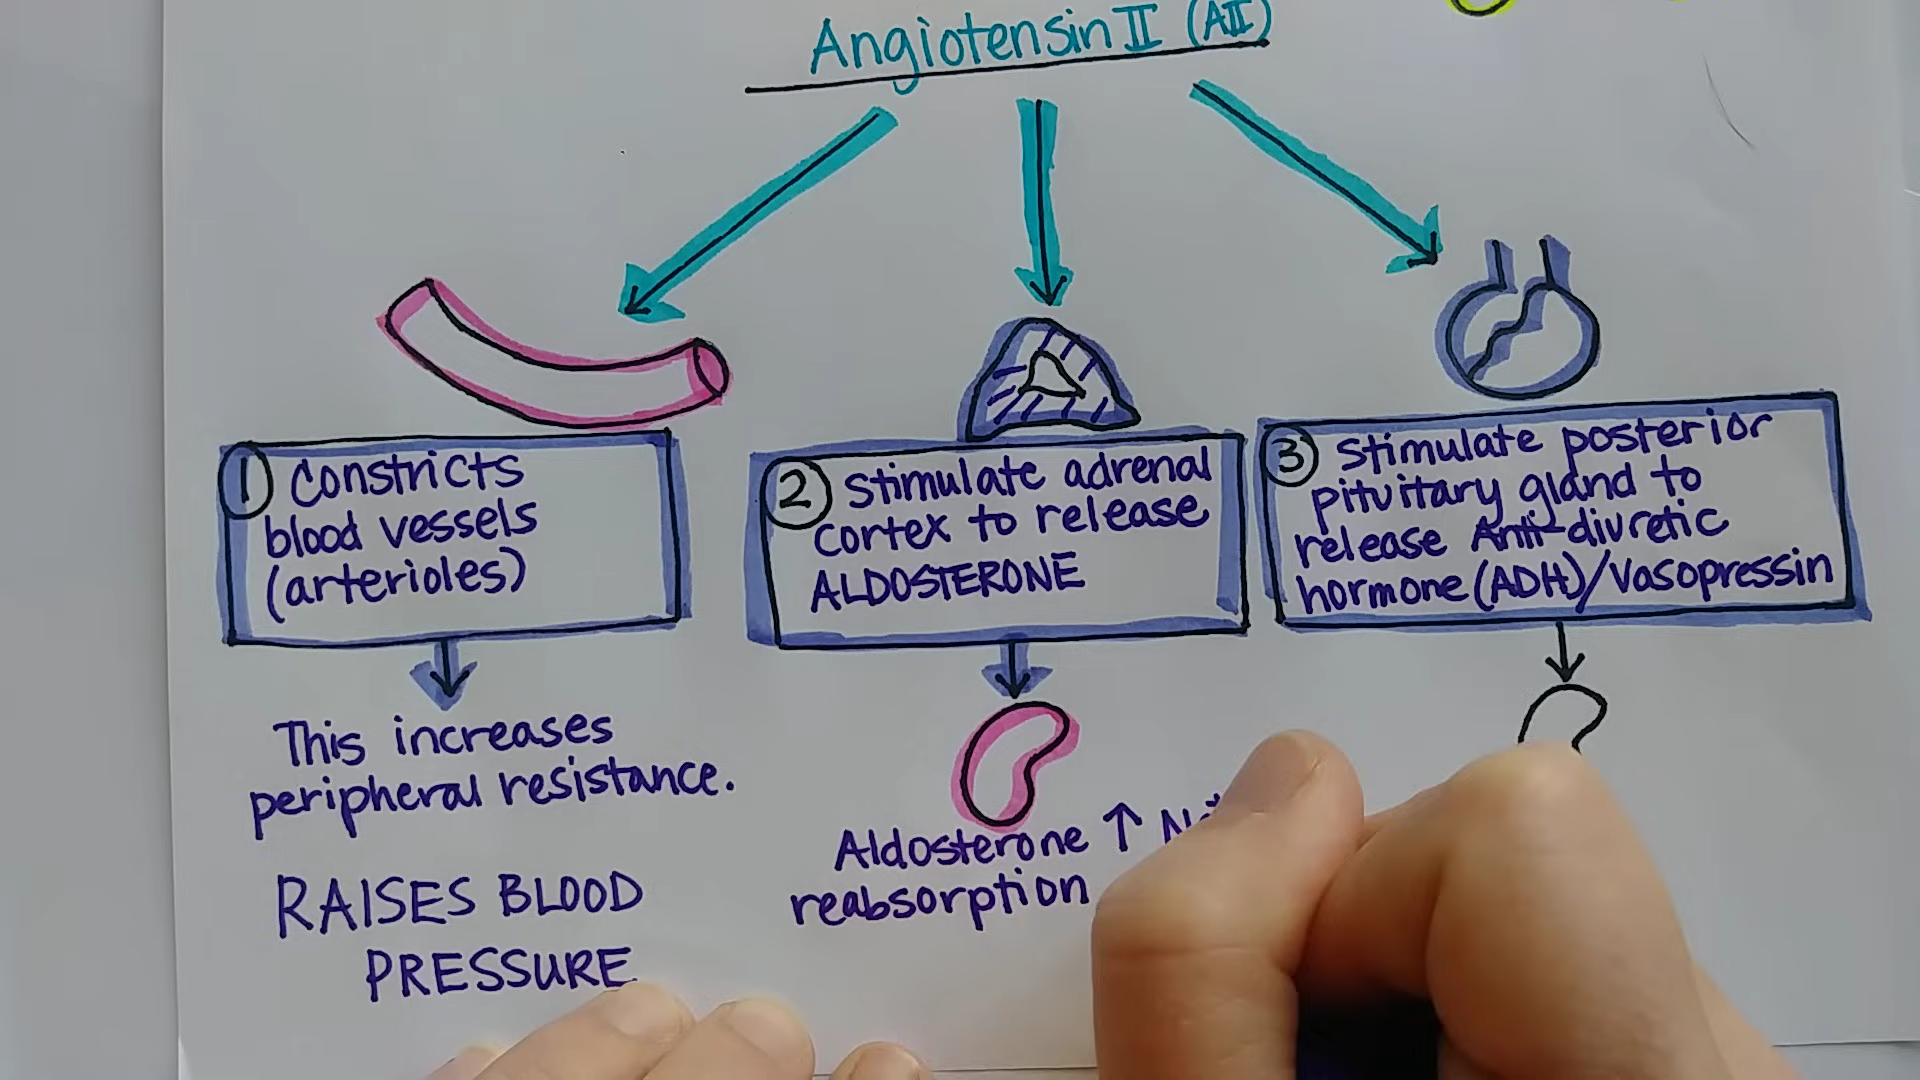 Angiotensin II (AII)
1 Constricts
blood vessels
(arterioles)
This increases
peripheral resistance.
RAISES BLOOD
PRESSURE
2 Stimulate adrenal
cortex to release
ALDOSTERONE
Aldosterone ↑
reabsorption
3 Stimulate posterior
pituitary gland to
release Anti-diuretic
hormone (ADH)/Vasopressin